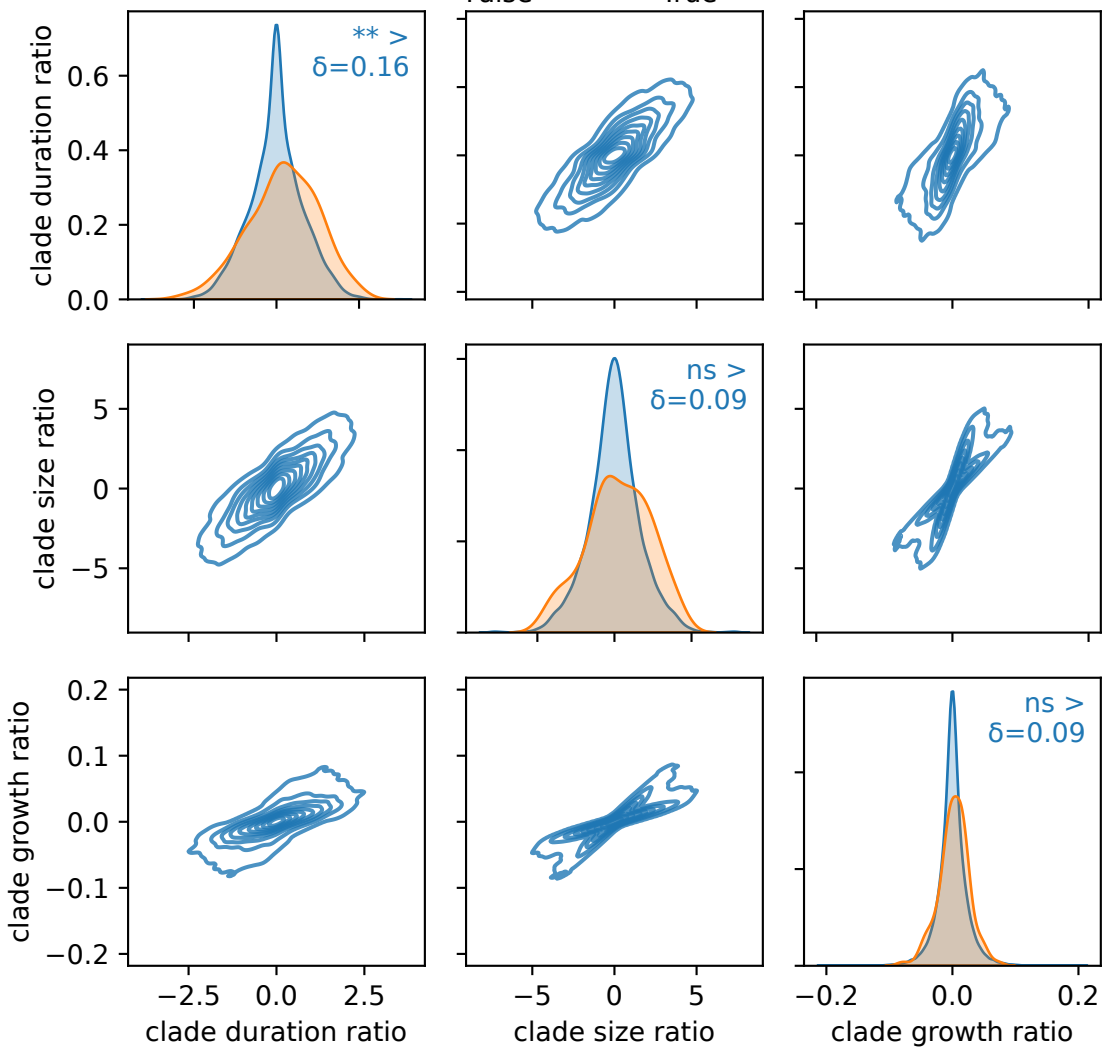 False True
clade duration ratio
0.6
0.4
0.2
0.0
** >
δ=0.16
clade size ratio
5
0
−5
ns >
δ=0.09
clade growth ratio
0.2
0.1
0.0
−0.1
−0.2
ns >
δ=0.09
−2.5 0.0 2.5
−5 0 5
−0.2 0.0 0.2
clade duration ratio
clade size ratio
clade growth ratio